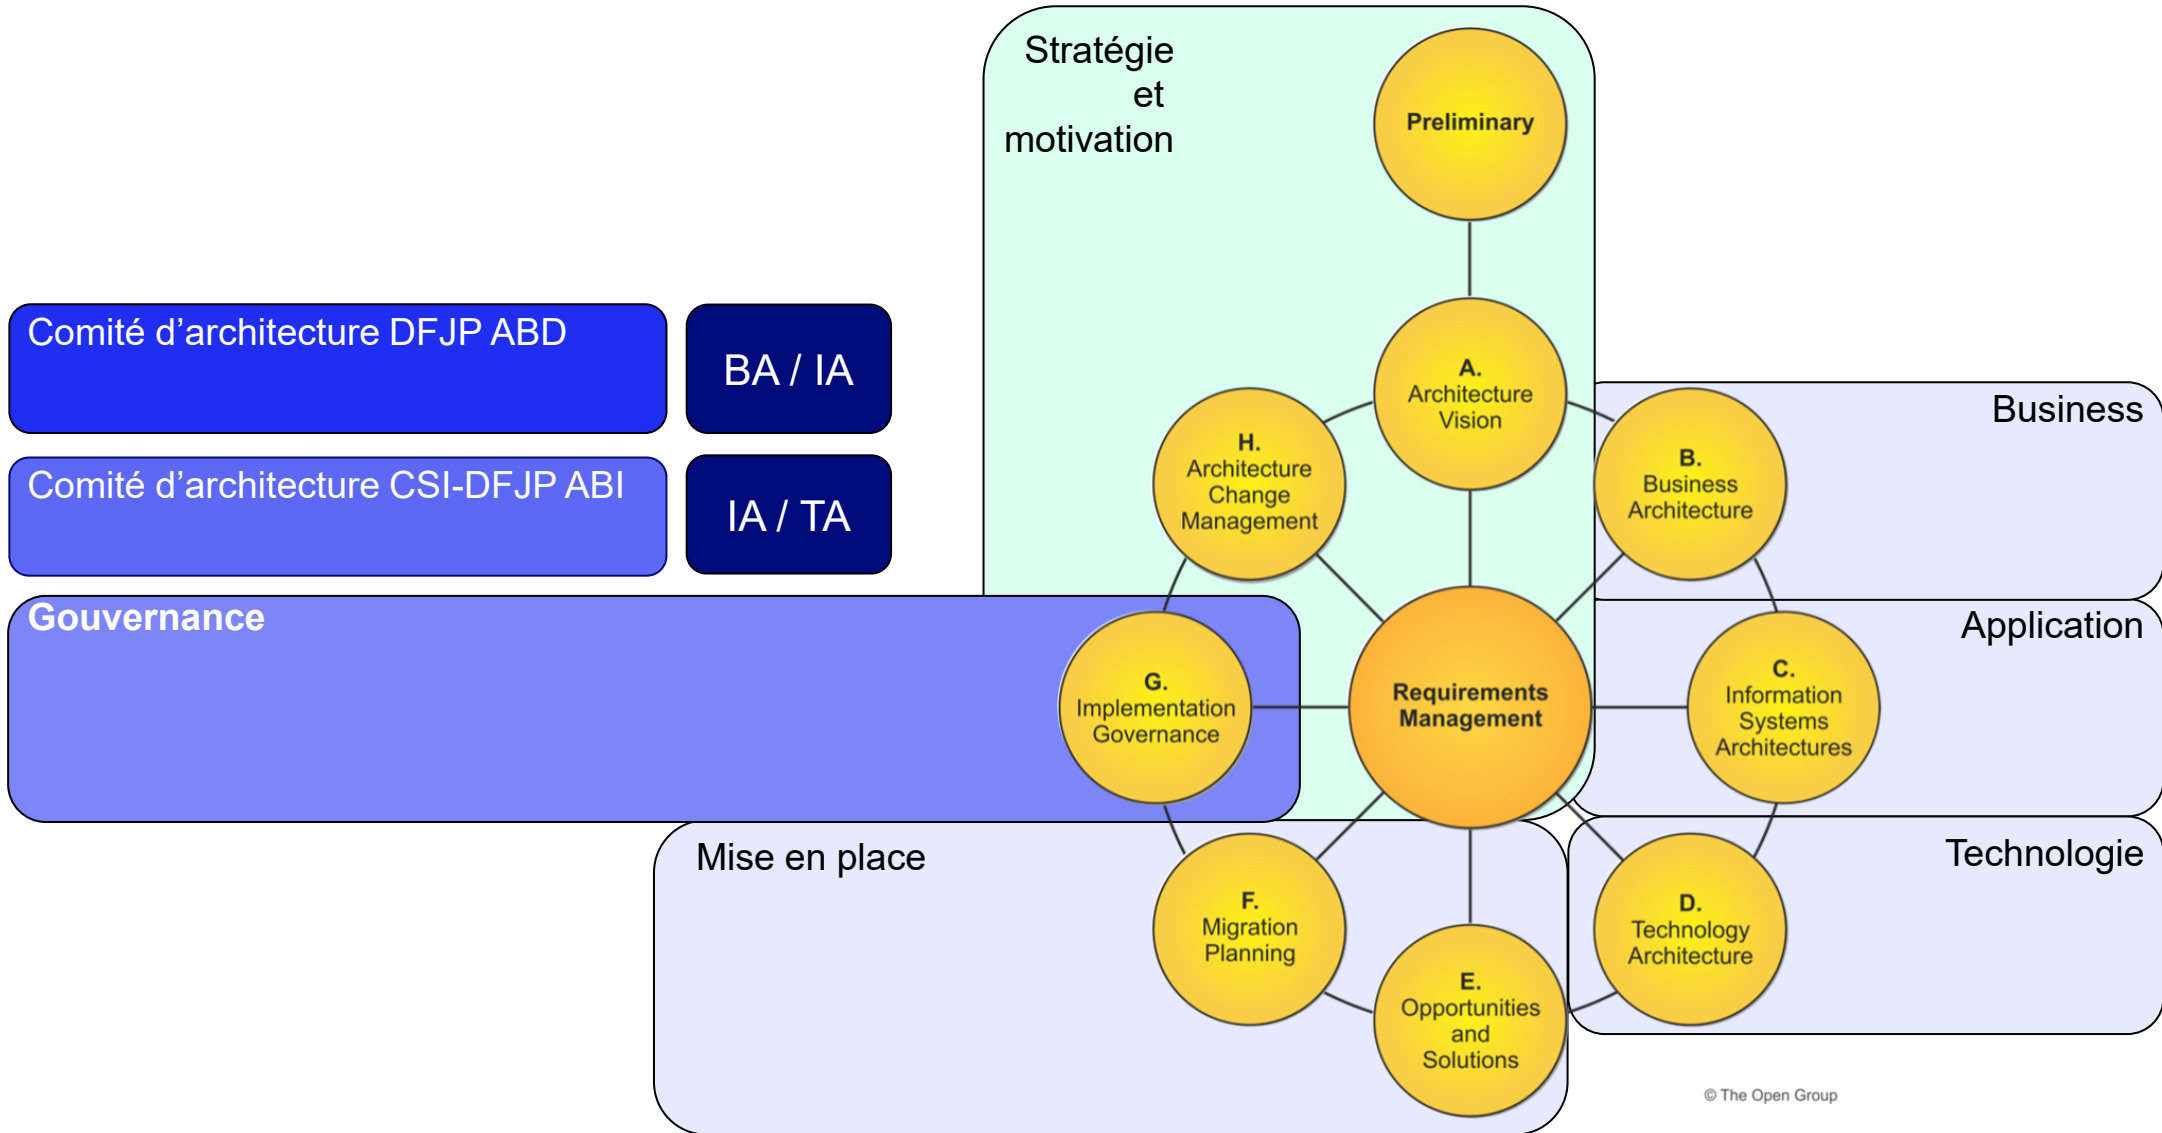 Stratégie
et
motivation
Preliminary
Comité d’architecture DFJP ABD
BA / IA
A.
Architecture
Vision
Business
H.
Architecture
Change
Management
B.
Business
Architecture
Comité d’architecture CSI-DFJP ABI
IA / TA
Gouvernance
Application
G.
Implementation
Governance
Requirements
Management
C.
Information
Systems
Architectures
Mise en place
Technologie
F.
Migration
Planning
D.
Technology
Architecture
E.
Opportunities
and
Solutions
© The Open Group